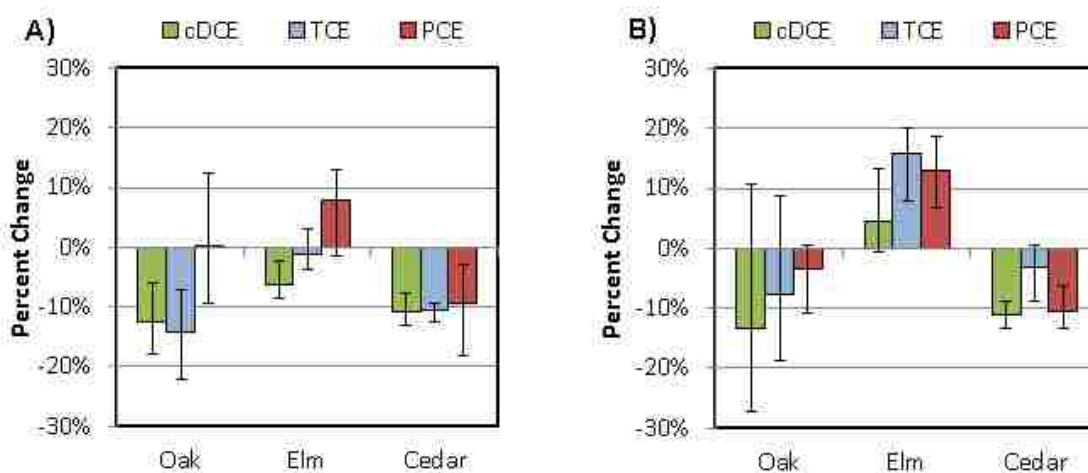 A) cDCE TCE PCE
30%
20%
10%
0%
-10%
-20%
-30%
Percent Change
Oak Elm Cedar
B) cDCE TCE PCE
30%
20%
10%
0%
-10%
-20%
-30%
Percent Change
Oak Elm Cedar